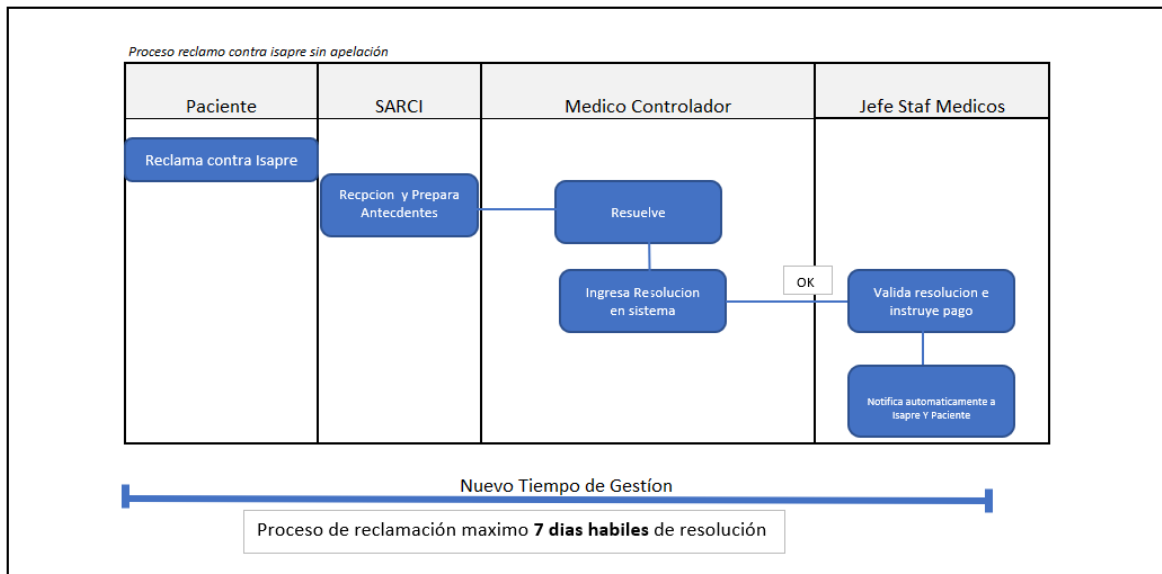 Proceso reclamo contra isapre sin apelación
Paciente
SARCI
Medico Controlador
Jefe Staf Medicos
Reclama contra Isapre
Recpcion y Prepara
Antecdentes
Resuelve
Ingresa Resolucion
en sistema
OK
Valida resolucion e
instruye pago
Notifica automaticamente a
Isapre Y Paciente
Nuevo Tiempo de Gestíon
Proceso de reclamación maximo 7 dias habiles de resolución